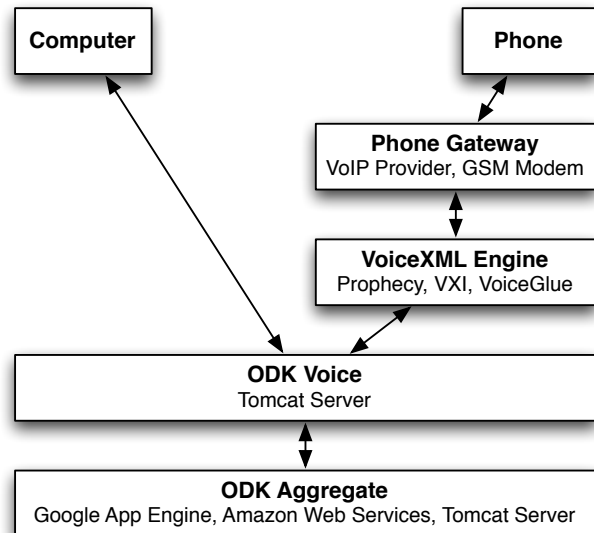 Computer
Phone
Phone Gateway
VoIP Provider, GSM Modem
VoiceXML Engine
Prophecy, VXI, VoiceGlue
ODK Voice
Tomcat Server
ODK Aggregate
Google App Engine, Amazon Web Services, Tomcat Server